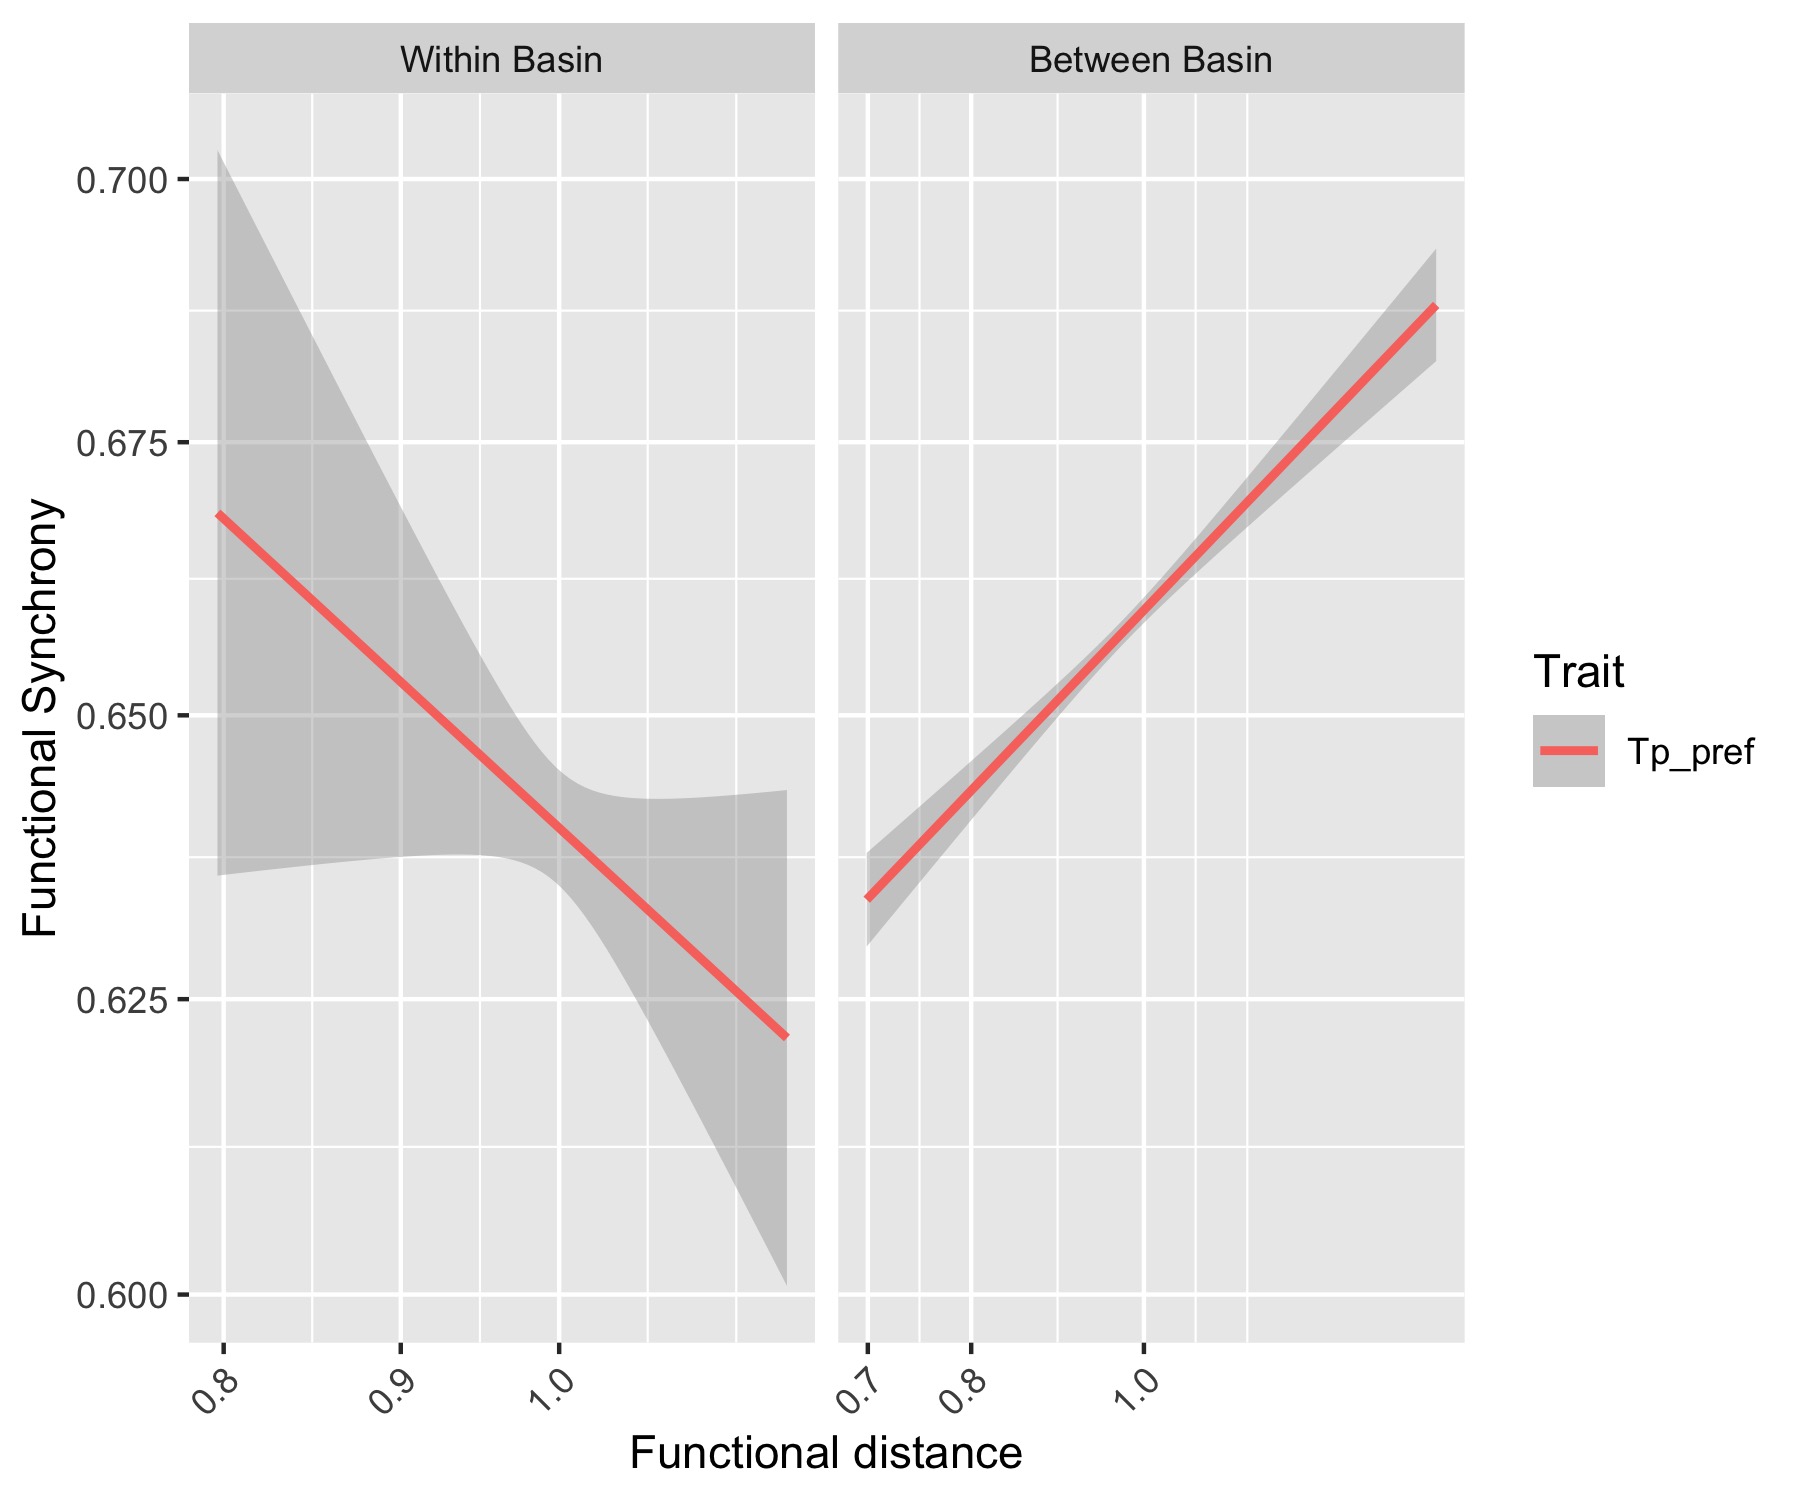 Within Basin
Between Basin
Functional Synchrony
0.700
0.675
0.650
0.625
0.600
0.8
0.9
1.0
0.7
0.8
1.0
Functional distance
Trait
Tp_pref